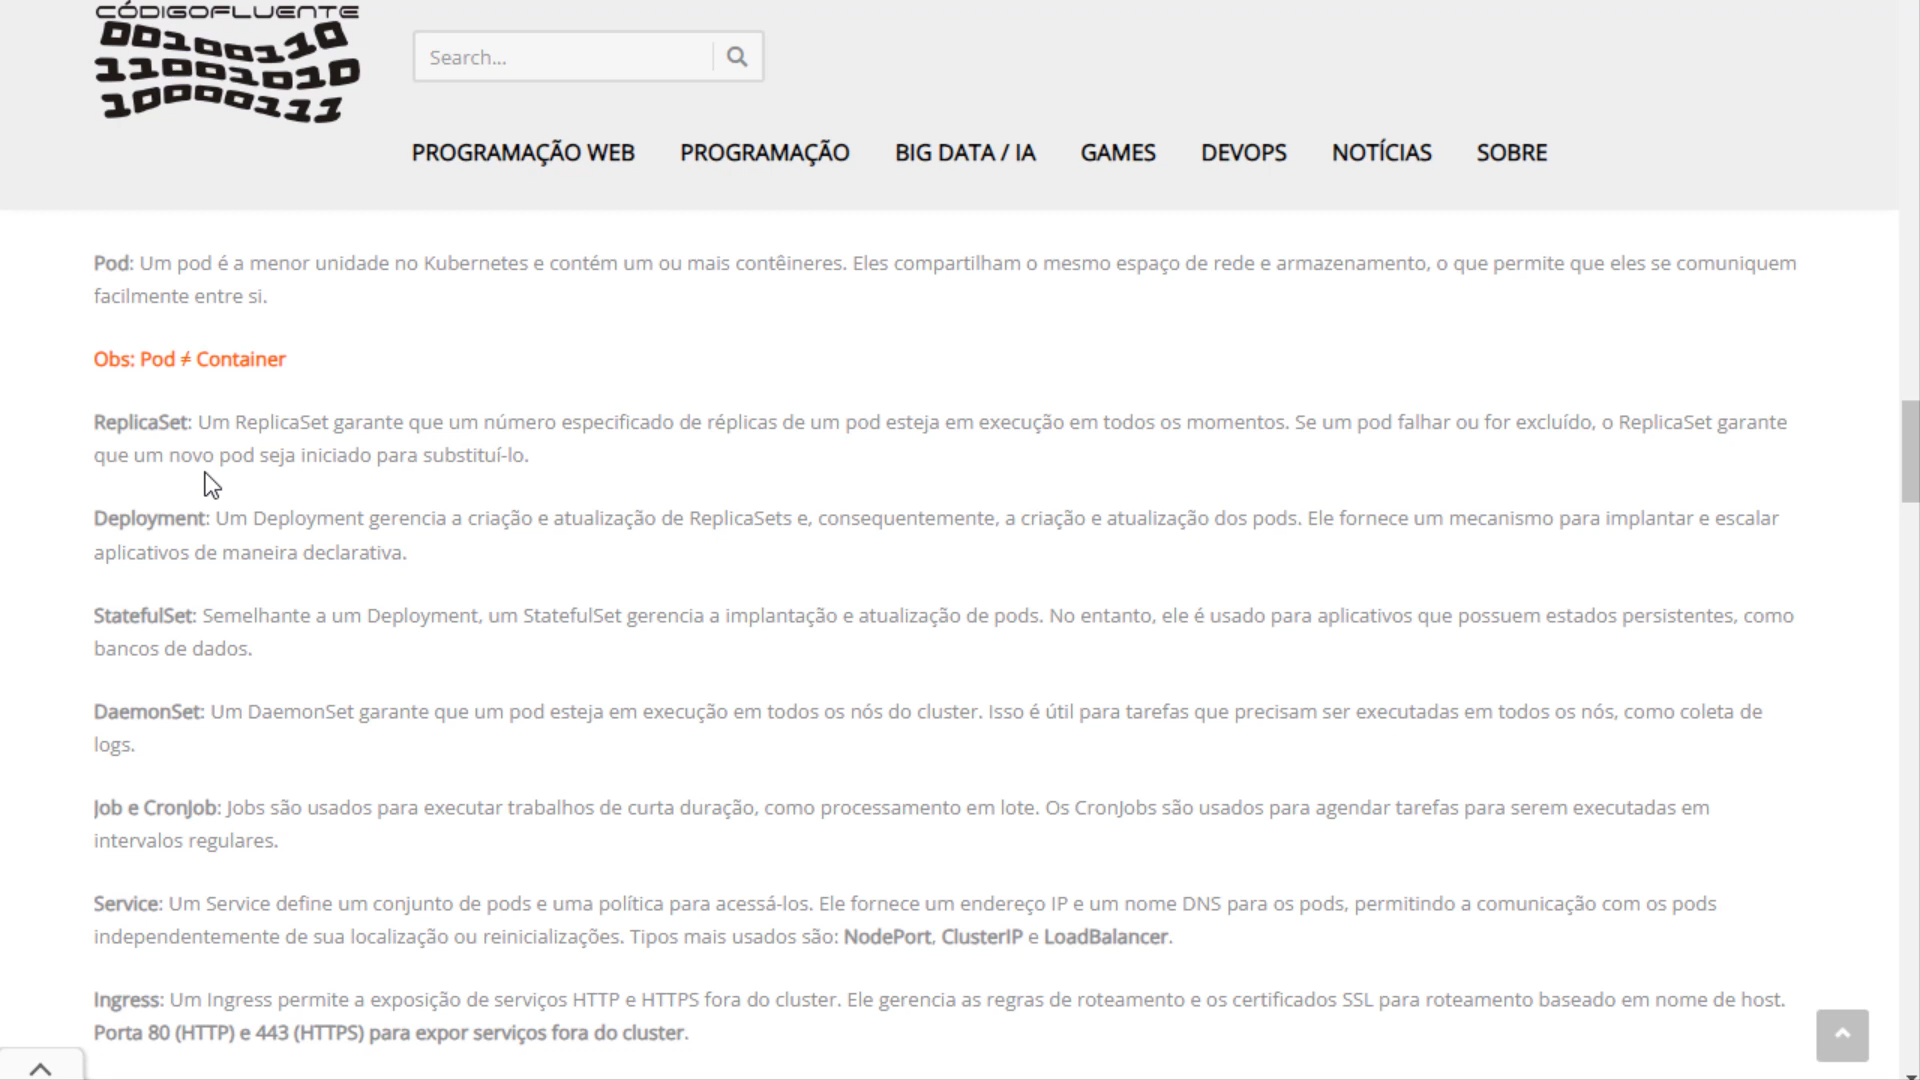 CÓDIGOFLUENTE
00100110
110010010
10000111
Search...
PROGRAMAÇÃO WEB PROGRAMAÇÃO BIG DATA / IA GAMES DEVOPS NOTÍCIAS SOBRE
Pod: Um pod é a menor unidade no Kubernetes e contém um ou mais contêineres. Eles compartilham o mesmo espaço de rede e armazenamento, o que permite que eles se comuniquem
facilmente entre si.
Obs: Pod ≠ Container
ReplicaSet: Um ReplicaSet garante que um número especificado de réplicas de um pod esteja em execução em todos os momentos. Se um pod falhar ou for excluído, o ReplicaSet garante
que um novo pod seja iniciado para substituí-lo.
Deployment: Um Deployment gerencia a criação e atualização de ReplicaSets e, consequentemente, a criação e atualização dos pods. Ele fornece um mecanismo para implantar e escalar
aplicativos de maneira declarativa.
StatefulSet: Semelhante a um Deployment, um StatefulSet gerencia a implantação e atualização de pods. No entanto, ele é usado para aplicativos que possuem estados persistentes, como
bancos de dados.
DaemonSet: Um DaemonSet garante que um pod esteja em execução em todos os nós do cluster. Isso é útil para tarefas que precisam ser executadas em todos os nós, como coleta de
logs.
Job e CronJob: Jobs são usados para executar trabalhos de curta duração, como processamento em lote. Os CronJobs são usados para agendar tarefas para serem executadas em
intervalos regulares.
Service: Um Service define um conjunto de pods e uma política para acessá-los. Ele fornece um endereço IP e um nome DNS para os pods, permitindo a comunicação com os pods
independentemente de sua localização ou reinicializações. Tipos mais usados são: NodePort, ClusterIP e LoadBalancer.
Ingress: Um Ingress permite a exposição de serviços HTTP e HTTPS fora do cluster. Ele gerencia as regras de roteamento e os certificados SSL para roteamento baseado em nome de host.
Porta 80 (HTTP) e 443 (HTTPS) para expor serviços fora do cluster.